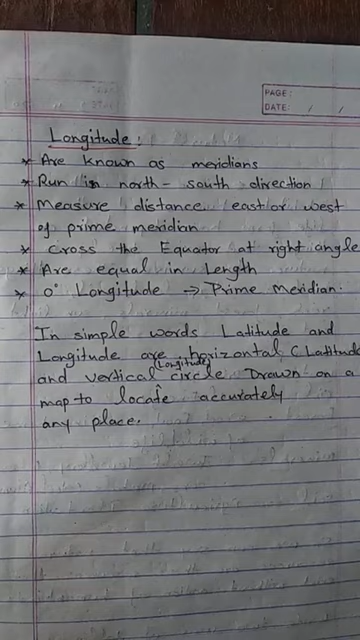 PAGE:
DATE: / /
Longitude:
* Are known as meridians
* Run in north-south direction
* Measure distance east or west
of prime meridian
* Cross the Equator at right angle
* Are equal in Length
* 0° Longitude → Prime Meridian.
In simple words Latitude and
Longitude are horizontal (Latitude
and vertical (Longitude) circle Drawn on a
map to locate accurately
any place.